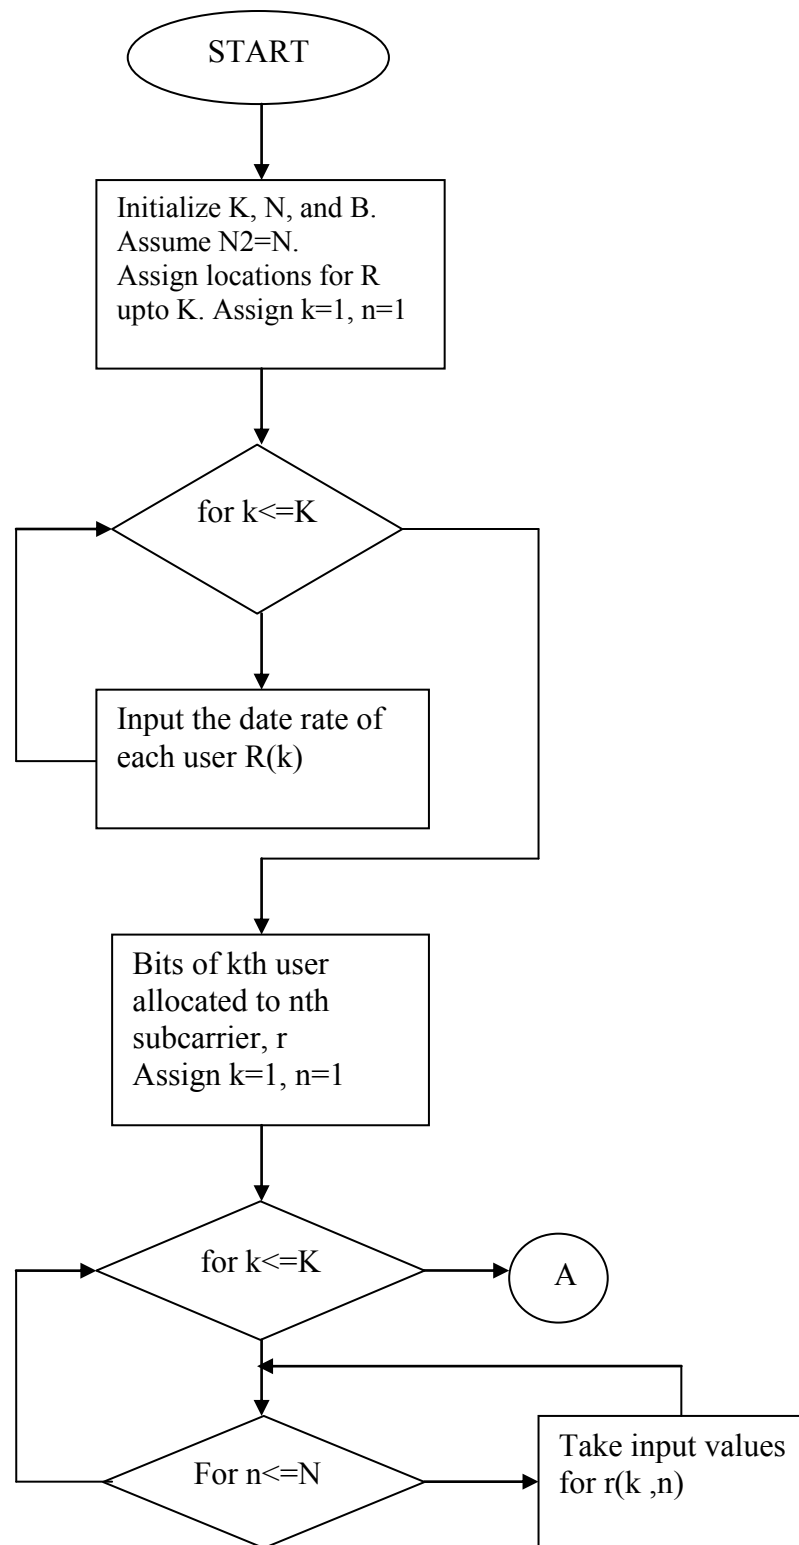 START
Initialize K, N, and B.
Assume N2=N.
Assign locations for R
upto K. Assign k=1, n=1
for k<=K
Input the date rate of
each user R(k)
Bits of kth user
allocated to nth
subcarrier, r
Assign k=1, n=1
for k<=K
A
For n<=N
Take input values
for r(k ,n)